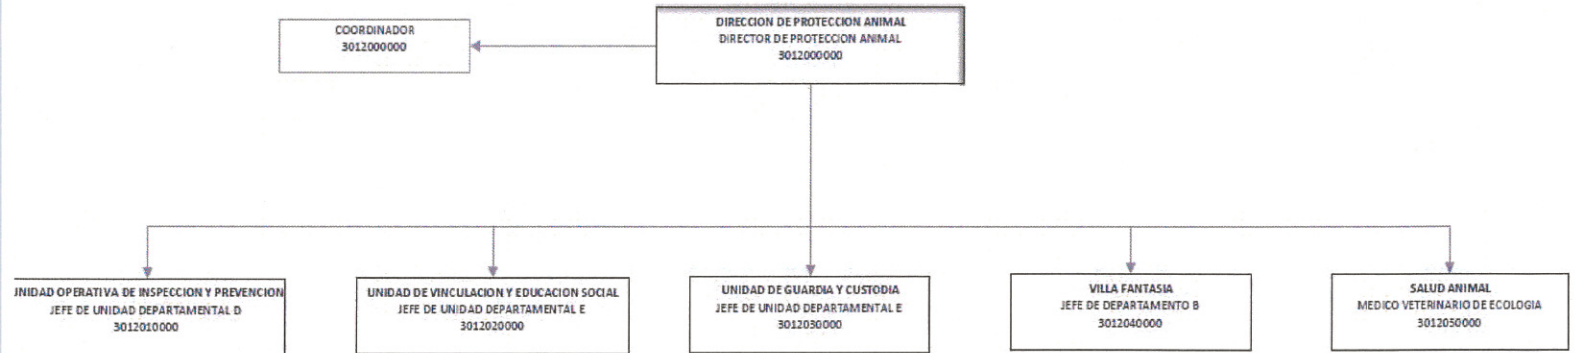 DIRECCION DE PROTECCION ANIMAL
DIRECTOR DE PROTECCION ANIMAL
3012000000
COORDINADOR
3012000000
UNIDAD OPERATIVA DE INSPECCION Y PREVENCION
JEFE DE UNIDAD DEPARTAMENTAL D
3012010000
UNIDAD DE VINCULACION Y EDUCACION SOCIAL
JEFE DE UNIDAD DEPARTAMENTAL E
3012020000
UNIDAD DE GUARDIA Y CUSTODIA
JEFE DE UNIDAD DEPARTAMENTAL E
3012030000
VILLA FANTASIA
JEFE DE DEPARTAMENTO B
3012040000
SALUD ANIMAL
MEDICO VETERINARIO DE ECOLOGIA
3012050000